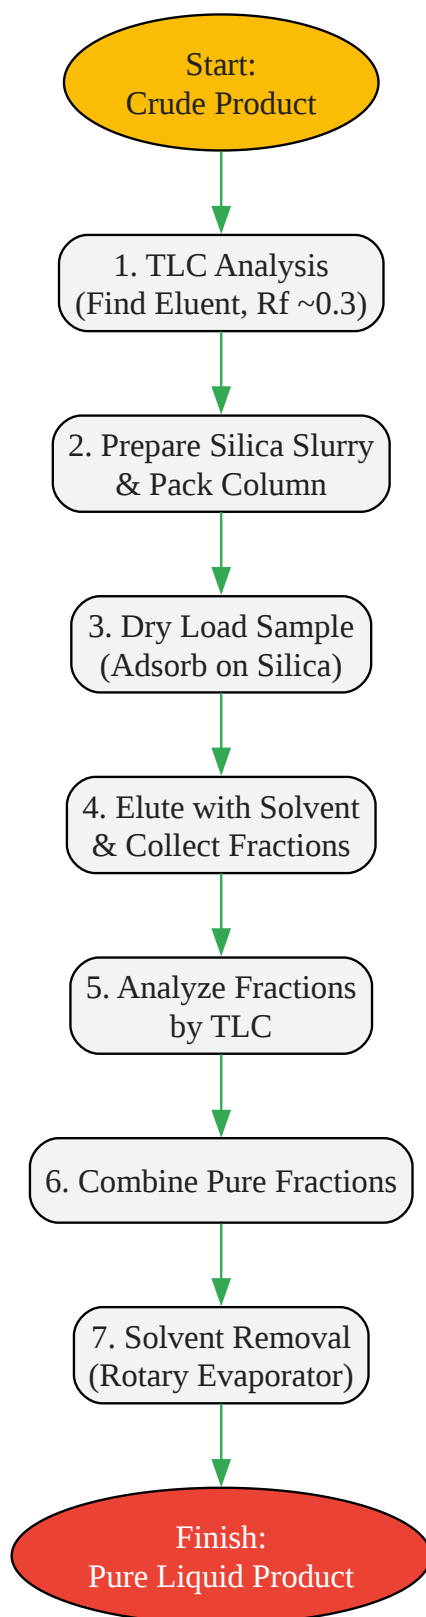 Start:
Crude Product
1. TLC Analysis
(Find Eluent, Rf ~0.3)
2. Prepare Silica Slurry
& Pack Column
3. Dry Load Sample
(Adsorb on Silica)
4. Elute with Solvent
& Collect Fractions
5. Analyze Fractions
by TLC
6. Combine Pure Fractions
7. Solvent Removal
(Rotary Evaporator)
Finish:
Pure Liquid Product